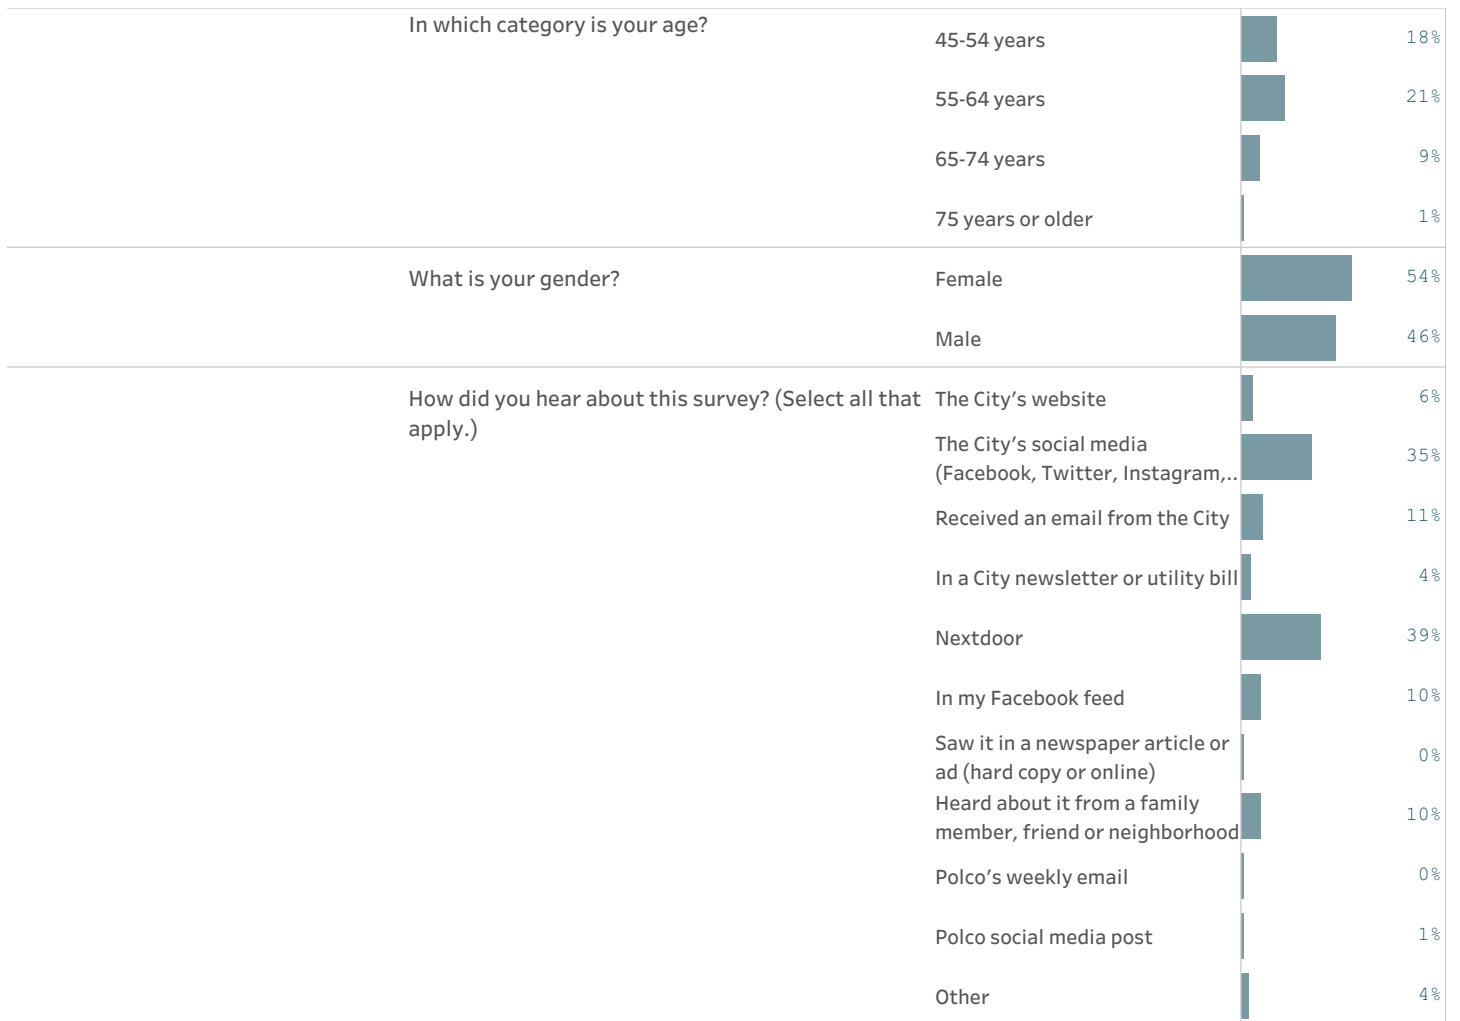 In which category is your age?
45-54 years 18%
55-64 years 21%
65-74 years 9%
75 years or older 1%
What is your gender?
Female 54%
Male 46%
How did you hear about this survey? (Select all that
apply.)
The City’s website 6%
The City’s social media
(Facebook, Twitter, Instagram,.. 35%
Received an email from the City 11%
In a City newsletter or utility bill 4%
Nextdoor 39%
In my Facebook feed 10%
Saw it in a newspaper article or
ad (hard copy or online) 0%
Heard about it from a family
member, friend or neighborhood 10%
Polco’s weekly email 0%
Polco social media post 1%
Other 4%